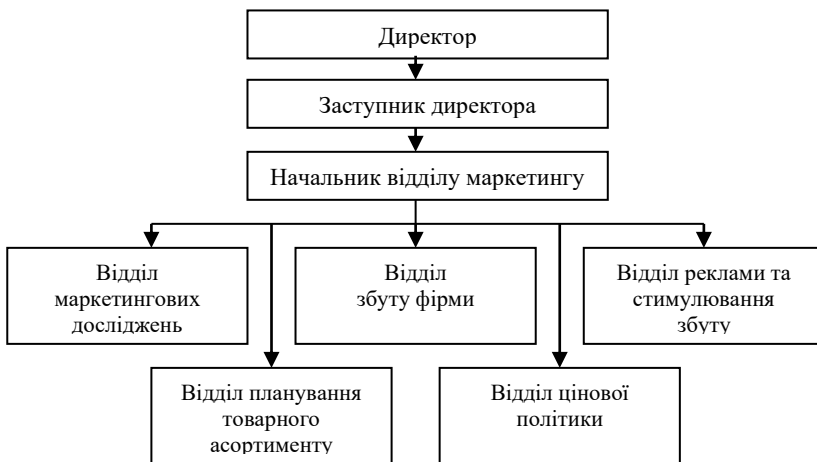 Директор
Заступник директора
Начальник відділу маркетингу
Відділ
маркетингових
досліджень
Відділ
збуту фірми
Відділ реклами та
стимулювання
збуту
Відділ планування
товарного
асортименту
Відділ цінової
політики